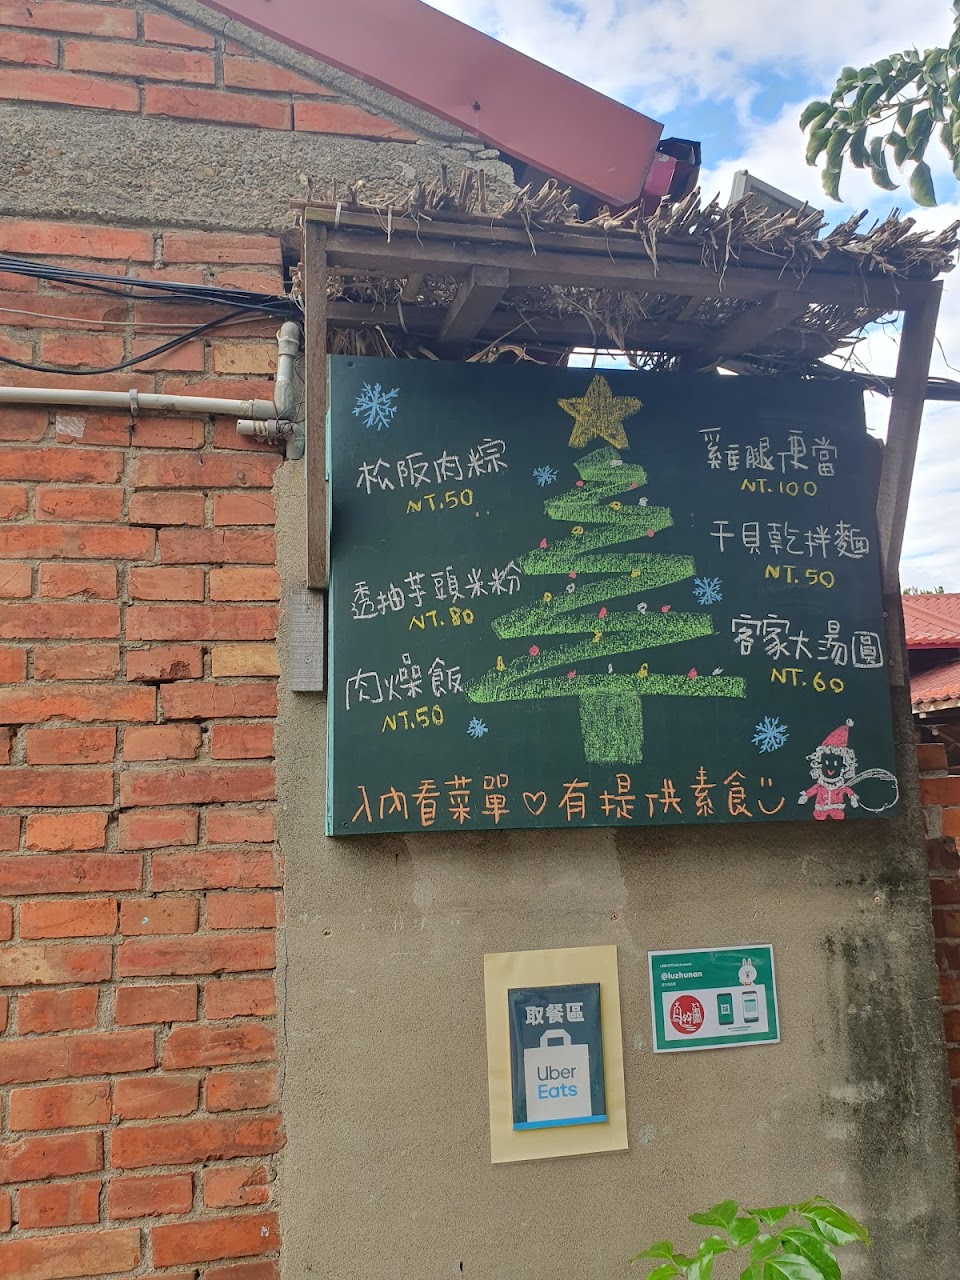 松阪肉粽
NT.50
透抽芋頭米粉
NT.80
肉燥飯
NT.50
雞腿便當
NT.100
干貝乾拌麵
NT.50
客家大湯圓
NT.60
入內看菜單♡有提供素食
取餐區
Uber
Eats
@luzhunan